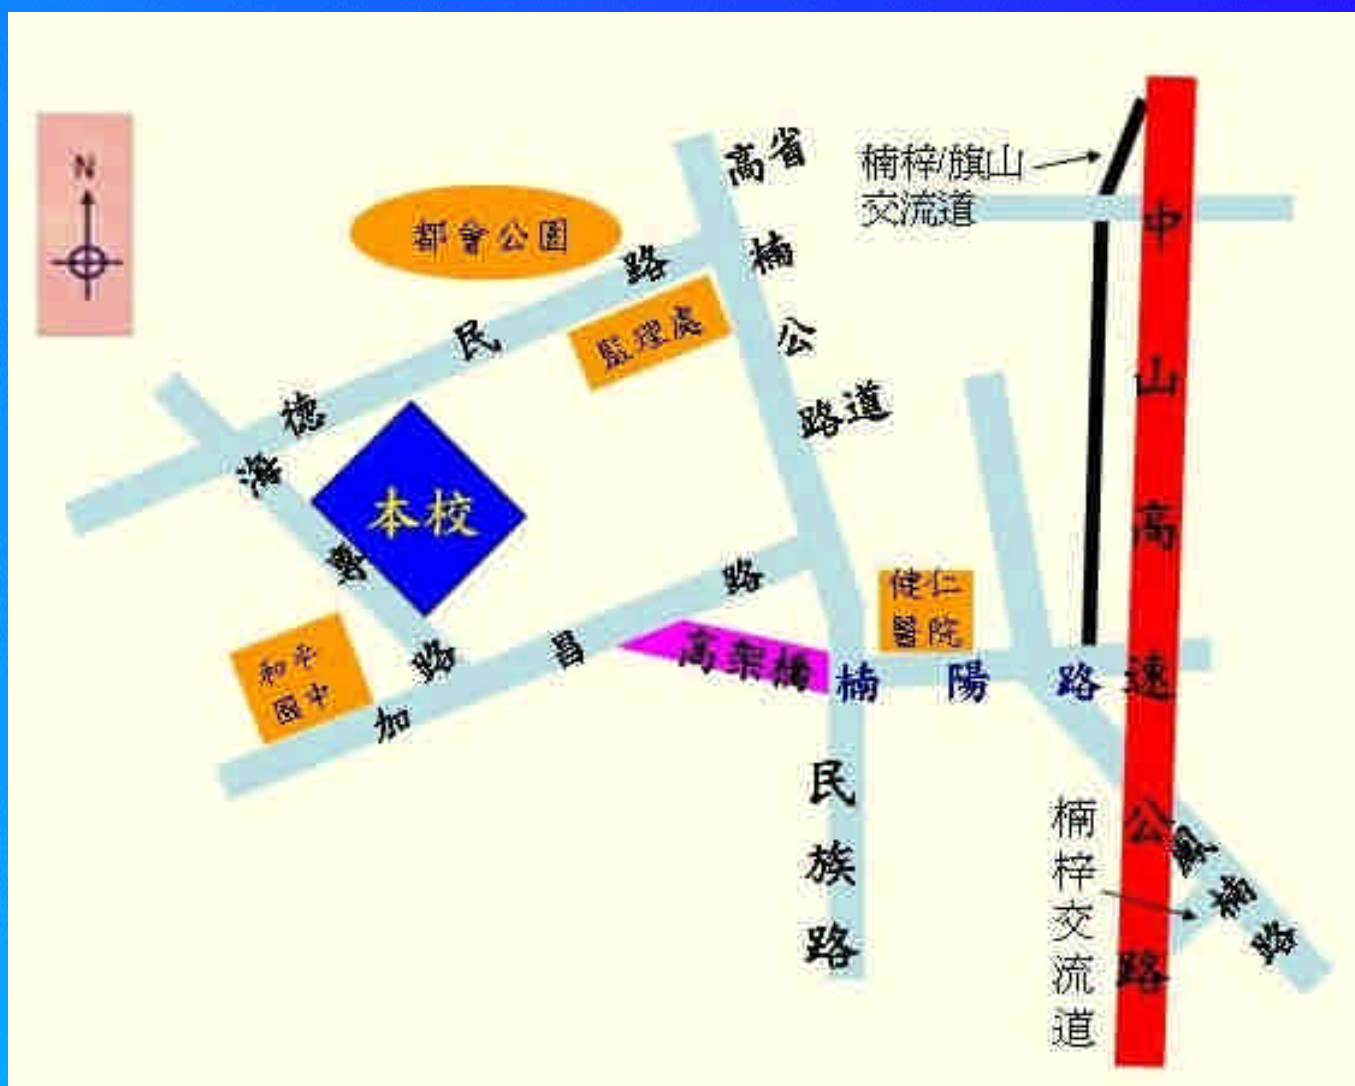 N
都會公園
高楠公路
省道
楠梓/旗山
交流道
德民路
監理處
中山高速公路
海專路
本校
健仁
醫院
和平
國中
加昌路
高架橋
楠陽路
民族路
鳳楠路
楠梓交流道